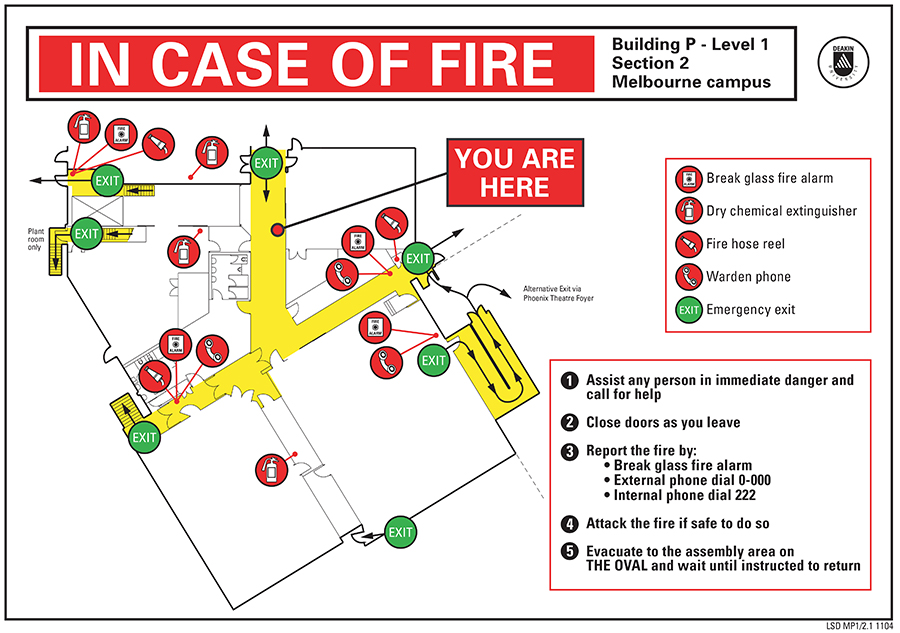 IN CASE OF FIRE
Building P - Level 1
Section 2
Melbourne campus
DEAKIN
UNIVERSITY
FIRE
ALARM
EXIT
EXIT
YOU ARE
HERE
Plant
room
only
EXIT
FIRE
ALARM
EXIT
Alternative Exit via
Phoenix Theatre Foyer
FIRE
ALARM
EXIT
FIRE
ALARM
EXIT
EXIT
FIRE
ALARM
Break glass fire alarm
Dry chemical extinguisher
Fire hose reel
Warden phone
EXIT Emergency exit
1 Assist any person in immediate danger and
call for help
2 Close doors as you leave
3 Report the fire by:
• Break glass fire alarm
• External phone dial 0-000
• Internal phone dial 222
4 Attack the fire if safe to do so
5 Evacuate to the assembly area on
THE OVAL and wait until instructed to return
LSD MP1/2.1 1104